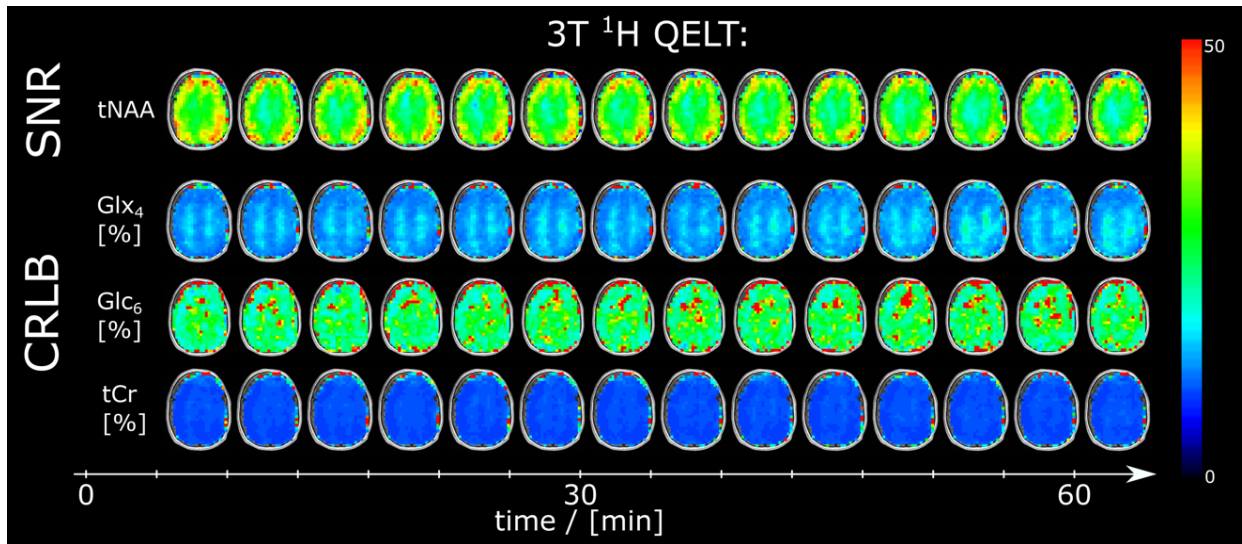 3T ¹H QELT:
50
SNR
tNAA
CRLB
Glx₄
[%]
Glc₆
[%]
tCr
[%]
0
0
30
60
time / [min]